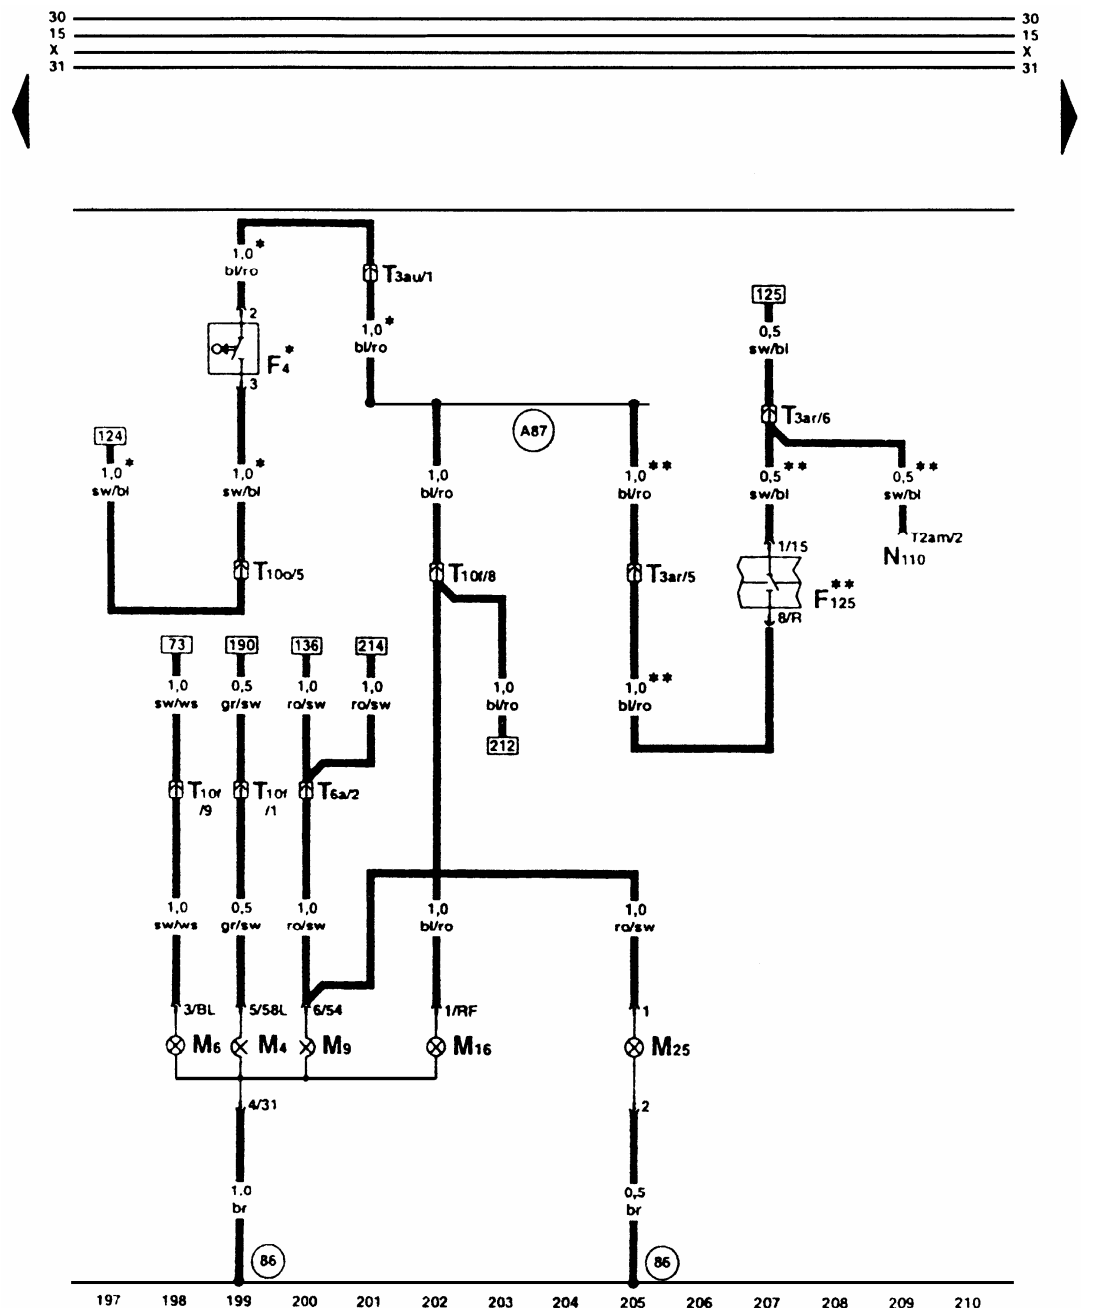 30 30
15 15
X X
31 31
1,0 *
bl/ro
T3au/1
2
125
1,0 *
bl/ro
0,5
sw/bl
F4 *
3
T3ar/6
A87
124
1,0 *
sw/bl
1,0 *
sw/bl
1,0
bl/ro
1,0 **
bl/ro
0,5 **
sw/bl
0,5 **
sw/bl
T2am/2
N110
1/15
T10o/5
T10f/8
T3ar/5
F125 **
8/R
73 190 136 214
1,0 0,5 1,0 1,0
sw/ws gr/sw ro/sw ro/sw
1,0
bl/ro
1,0 **
bl/ro
212
T10f
/9
T10f
/1
T6a/2
1,0 0,5 1,0 1,0 1,0
sw/ws gr/sw ro/sw bl/ro ro/sw
3/BL 5/58L 6/54 1/RF 1
M6 M4 M9 M16 M25
4/31 2
1,0 0,5
br br
86 86
197 198 199 200 201 202 203 204 205 206 207 208 209 210